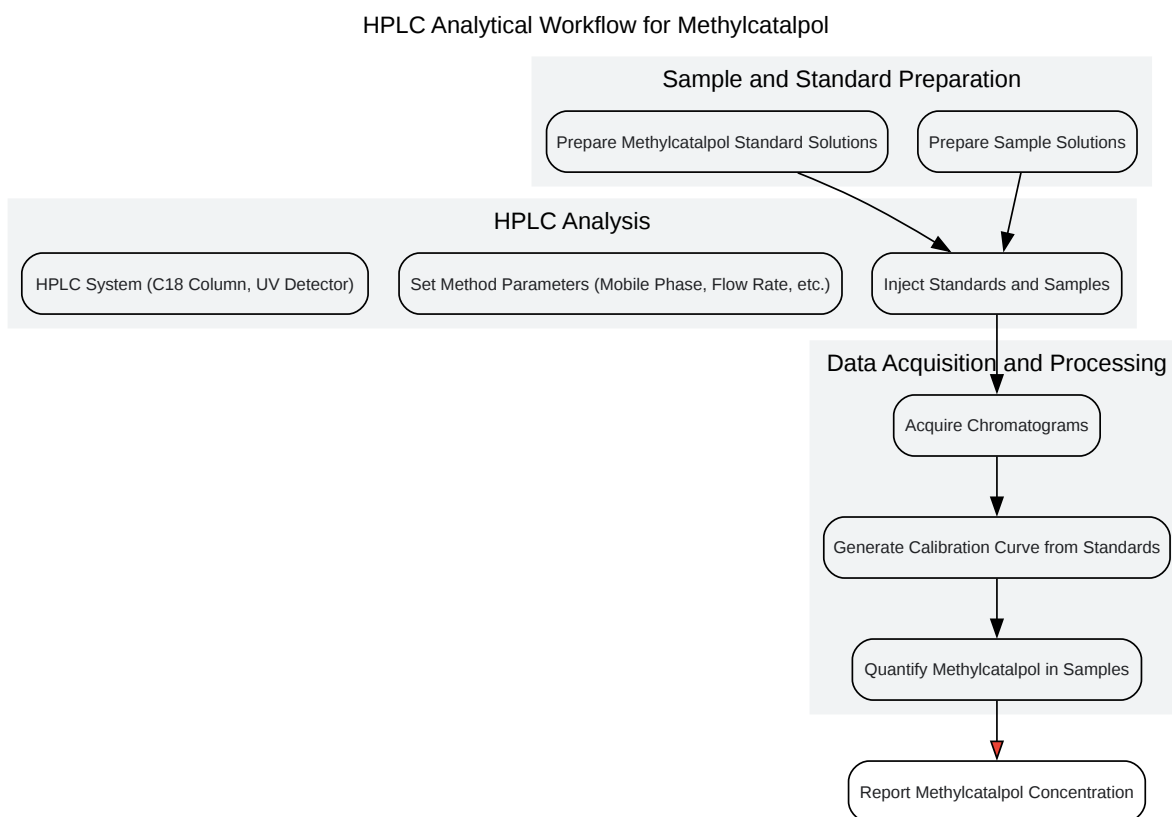 HPLC Analytical Workflow for Methylcatalpol
Sample and Standard Preparation
Prepare Methylcatalpol Standard Solutions
Prepare Sample Solutions
HPLC Analysis
HPLC System (C18 Column, UV Detector)
Set Method Parameters (Mobile Phase, Flow Rate, etc.)
Inject Standards and Samples
Data Acquisition and Processing
Acquire Chromatograms
Generate Calibration Curve from Standards
Quantify Methylcatalpol in Samples
Report Methylcatalpol Concentration